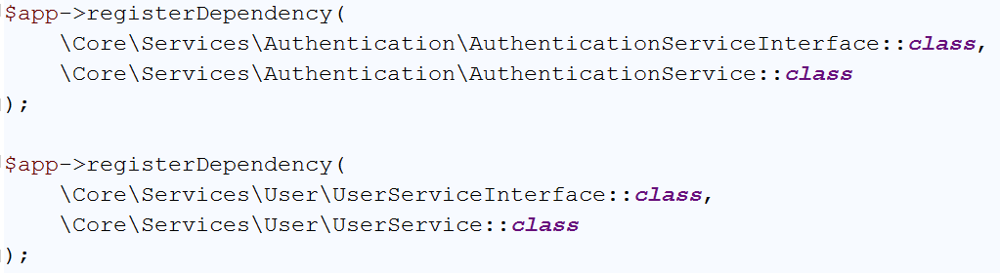 $app->registerDependency(
    \Core\Services\Authentication\AuthenticationServiceInterface::class,
    \Core\Services\Authentication\AuthenticationService::class
);

$app->registerDependency(
    \Core\Services\User\UserServiceInterface::class,
    \Core\Services\User\UserService::class
);